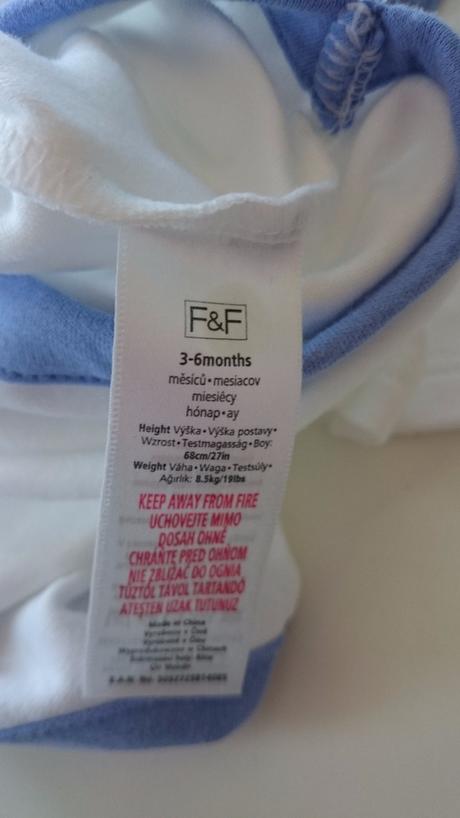 F&F
3-6months
měsíců•mesiacov
miesięcy
hónap•ay
Height Výška•Výška postavy•
Wzrost•Testmagasság•Boy:
68cm/27in
Weight Váha•Waga•Testsúly•
Ağırlık: 8.5kg/19lbs
KEEP AWAY FROM FIRE
UCHOVEJTE MIMO
DOSAH OHNĚ
CHRÁŇTE PRED OHŇOM
NIE ZBLIŻAĆ DO OGNIA
TŰZTŐL TÁVOL TARTANDÓ
ATEŞTEN UZAK TUTUNUZ
Made in China